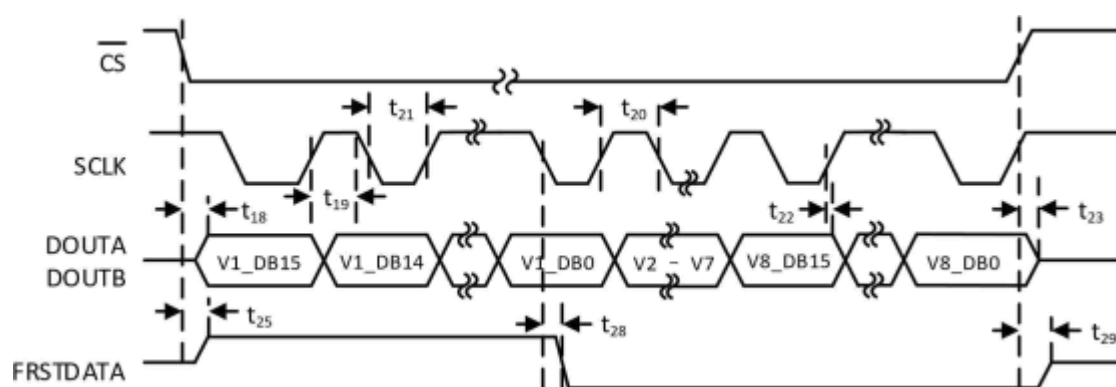 CS
t21
t20
SCLK
t19
t18
t22
t23
DOUTA
DOUTB
V1_DB15
V1_DB14
V1_DB0
V2 - V7
V8_DB15
V8_DB0
t25
t28
t29
FRSTDATA